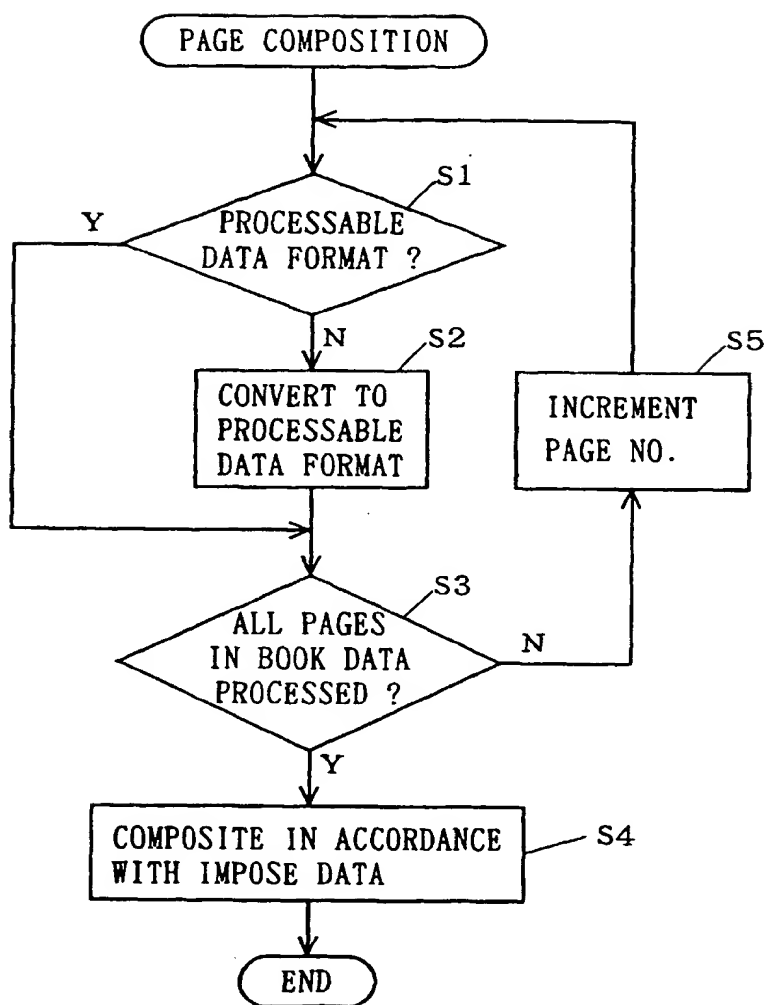 PAGE COMPOSITION
S1
Y
PROCESSABLE
DATA FORMAT ?
N
S2
CONVERT TO
PROCESSABLE
DATA FORMAT
S5
INCREMENT
PAGE NO.
S3
ALL PAGES
IN BOOK DATA
PROCESSED ?
N
Y
COMPOSITE IN ACCORDANCE
WITH IMPOSE DATA
S4
END